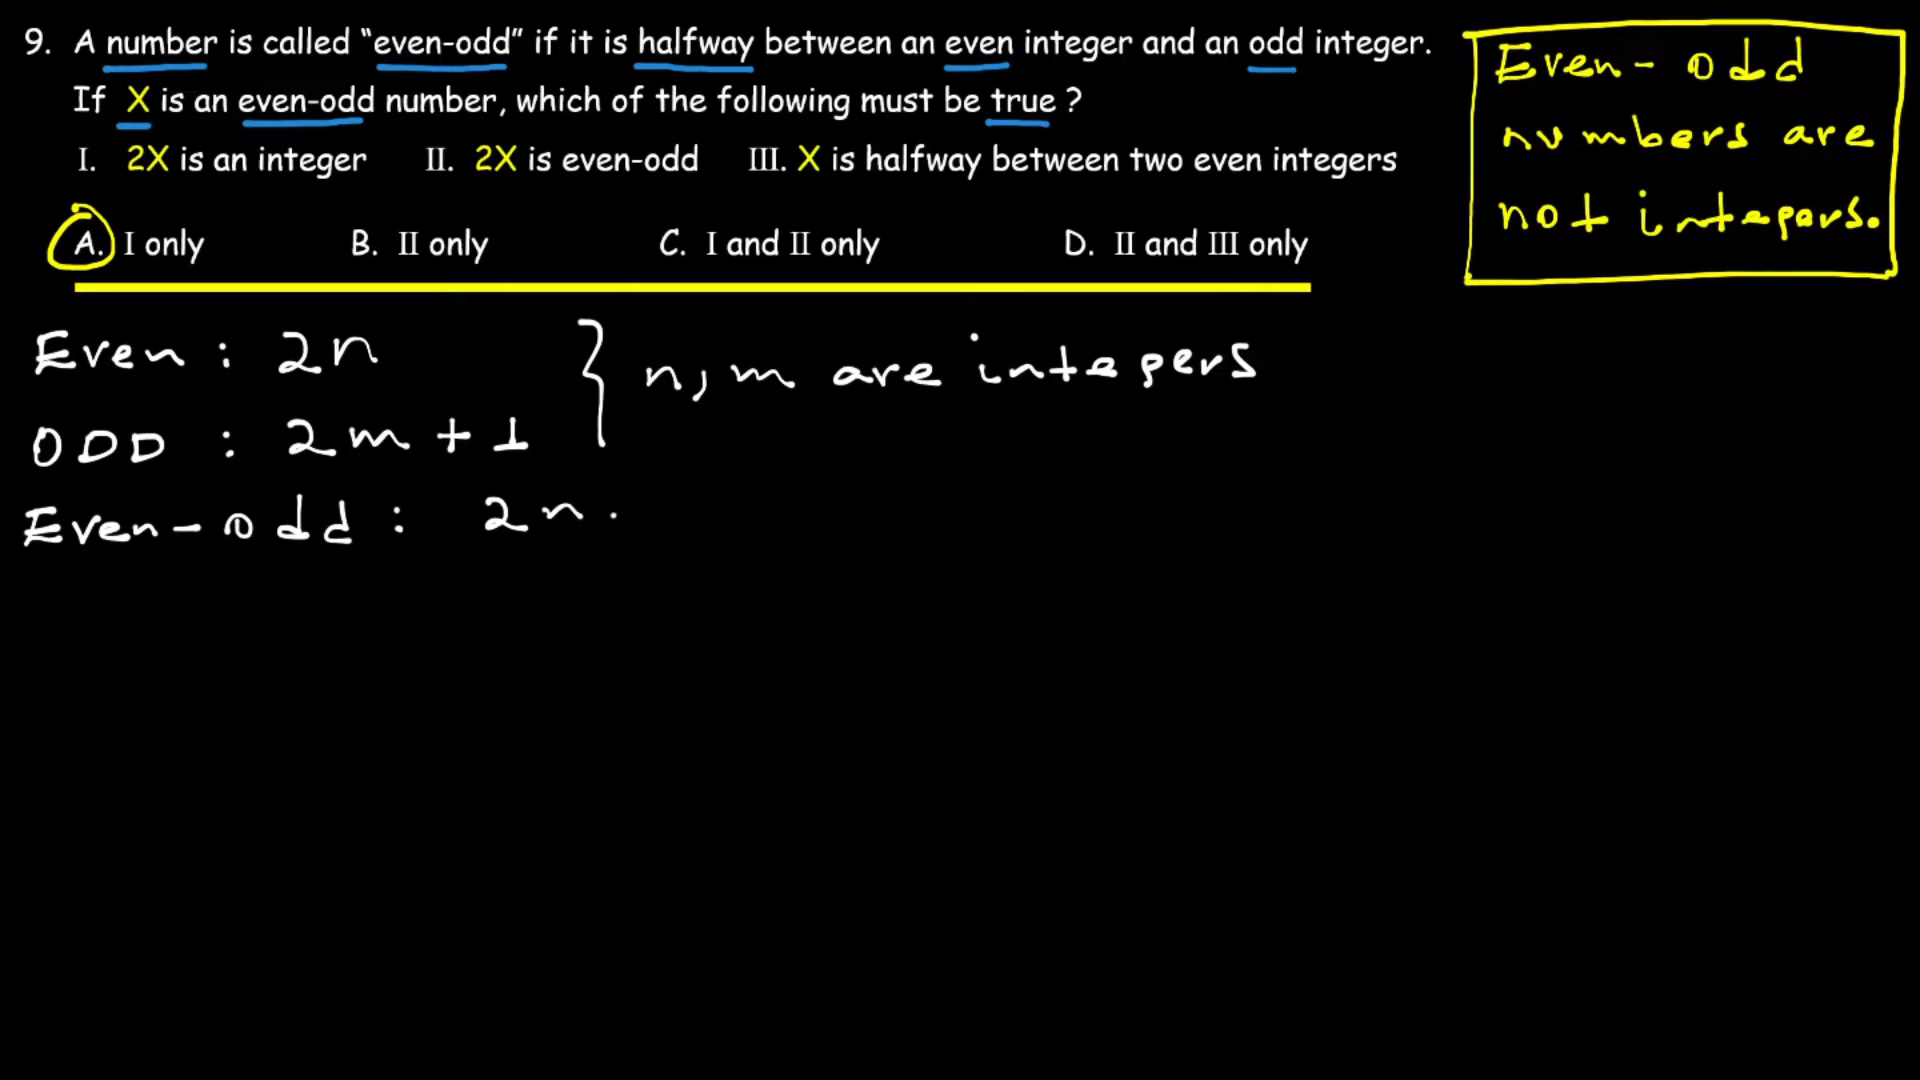 9. A number is called “even-odd” if it is halfway between an even integer and an odd integer.
If X is an even-odd number, which of the following must be true ?
I. 2X is an integer II. 2X is even-odd III. X is halfway between two even integers
A. I only B. II only C. I and II only D. II and III only
Even - odd
numbers are
not integers.
Even : 2n
ODD : 2m + 1
} n, m are integers
Even - odd : 2n .